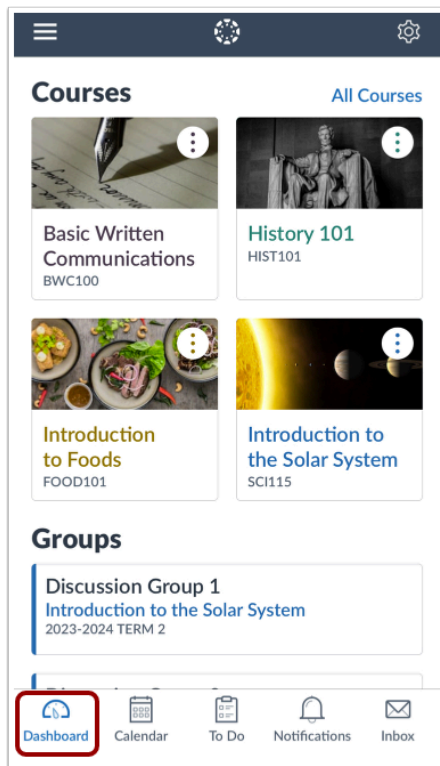 Courses
All Courses
Basic Written
Communications
BWC100
History 101
HIST101
Introduction
to Foods
FOOD101
Introduction to
the Solar System
SCI115
Groups
Discussion Group 1
Introduction to the Solar System
2023-2024 TERM 2
Dashboard
Calendar
To Do
Notifications
Inbox